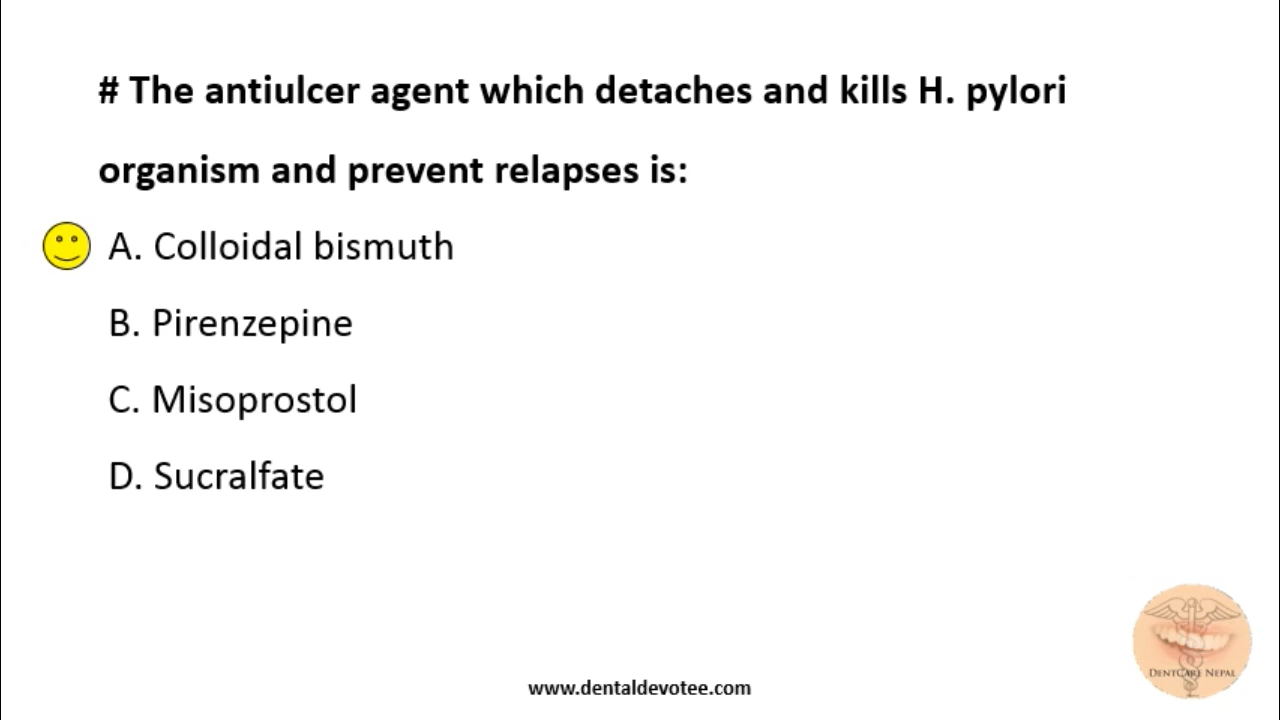 # The antiulcer agent which detaches and kills H. pylori
organism and prevent relapses is:
A. Colloidal bismuth
B. Pirenzepine
C. Misoprostol
D. Sucralfate
DENTCARE NEPAL
www.dentaldevotee.com